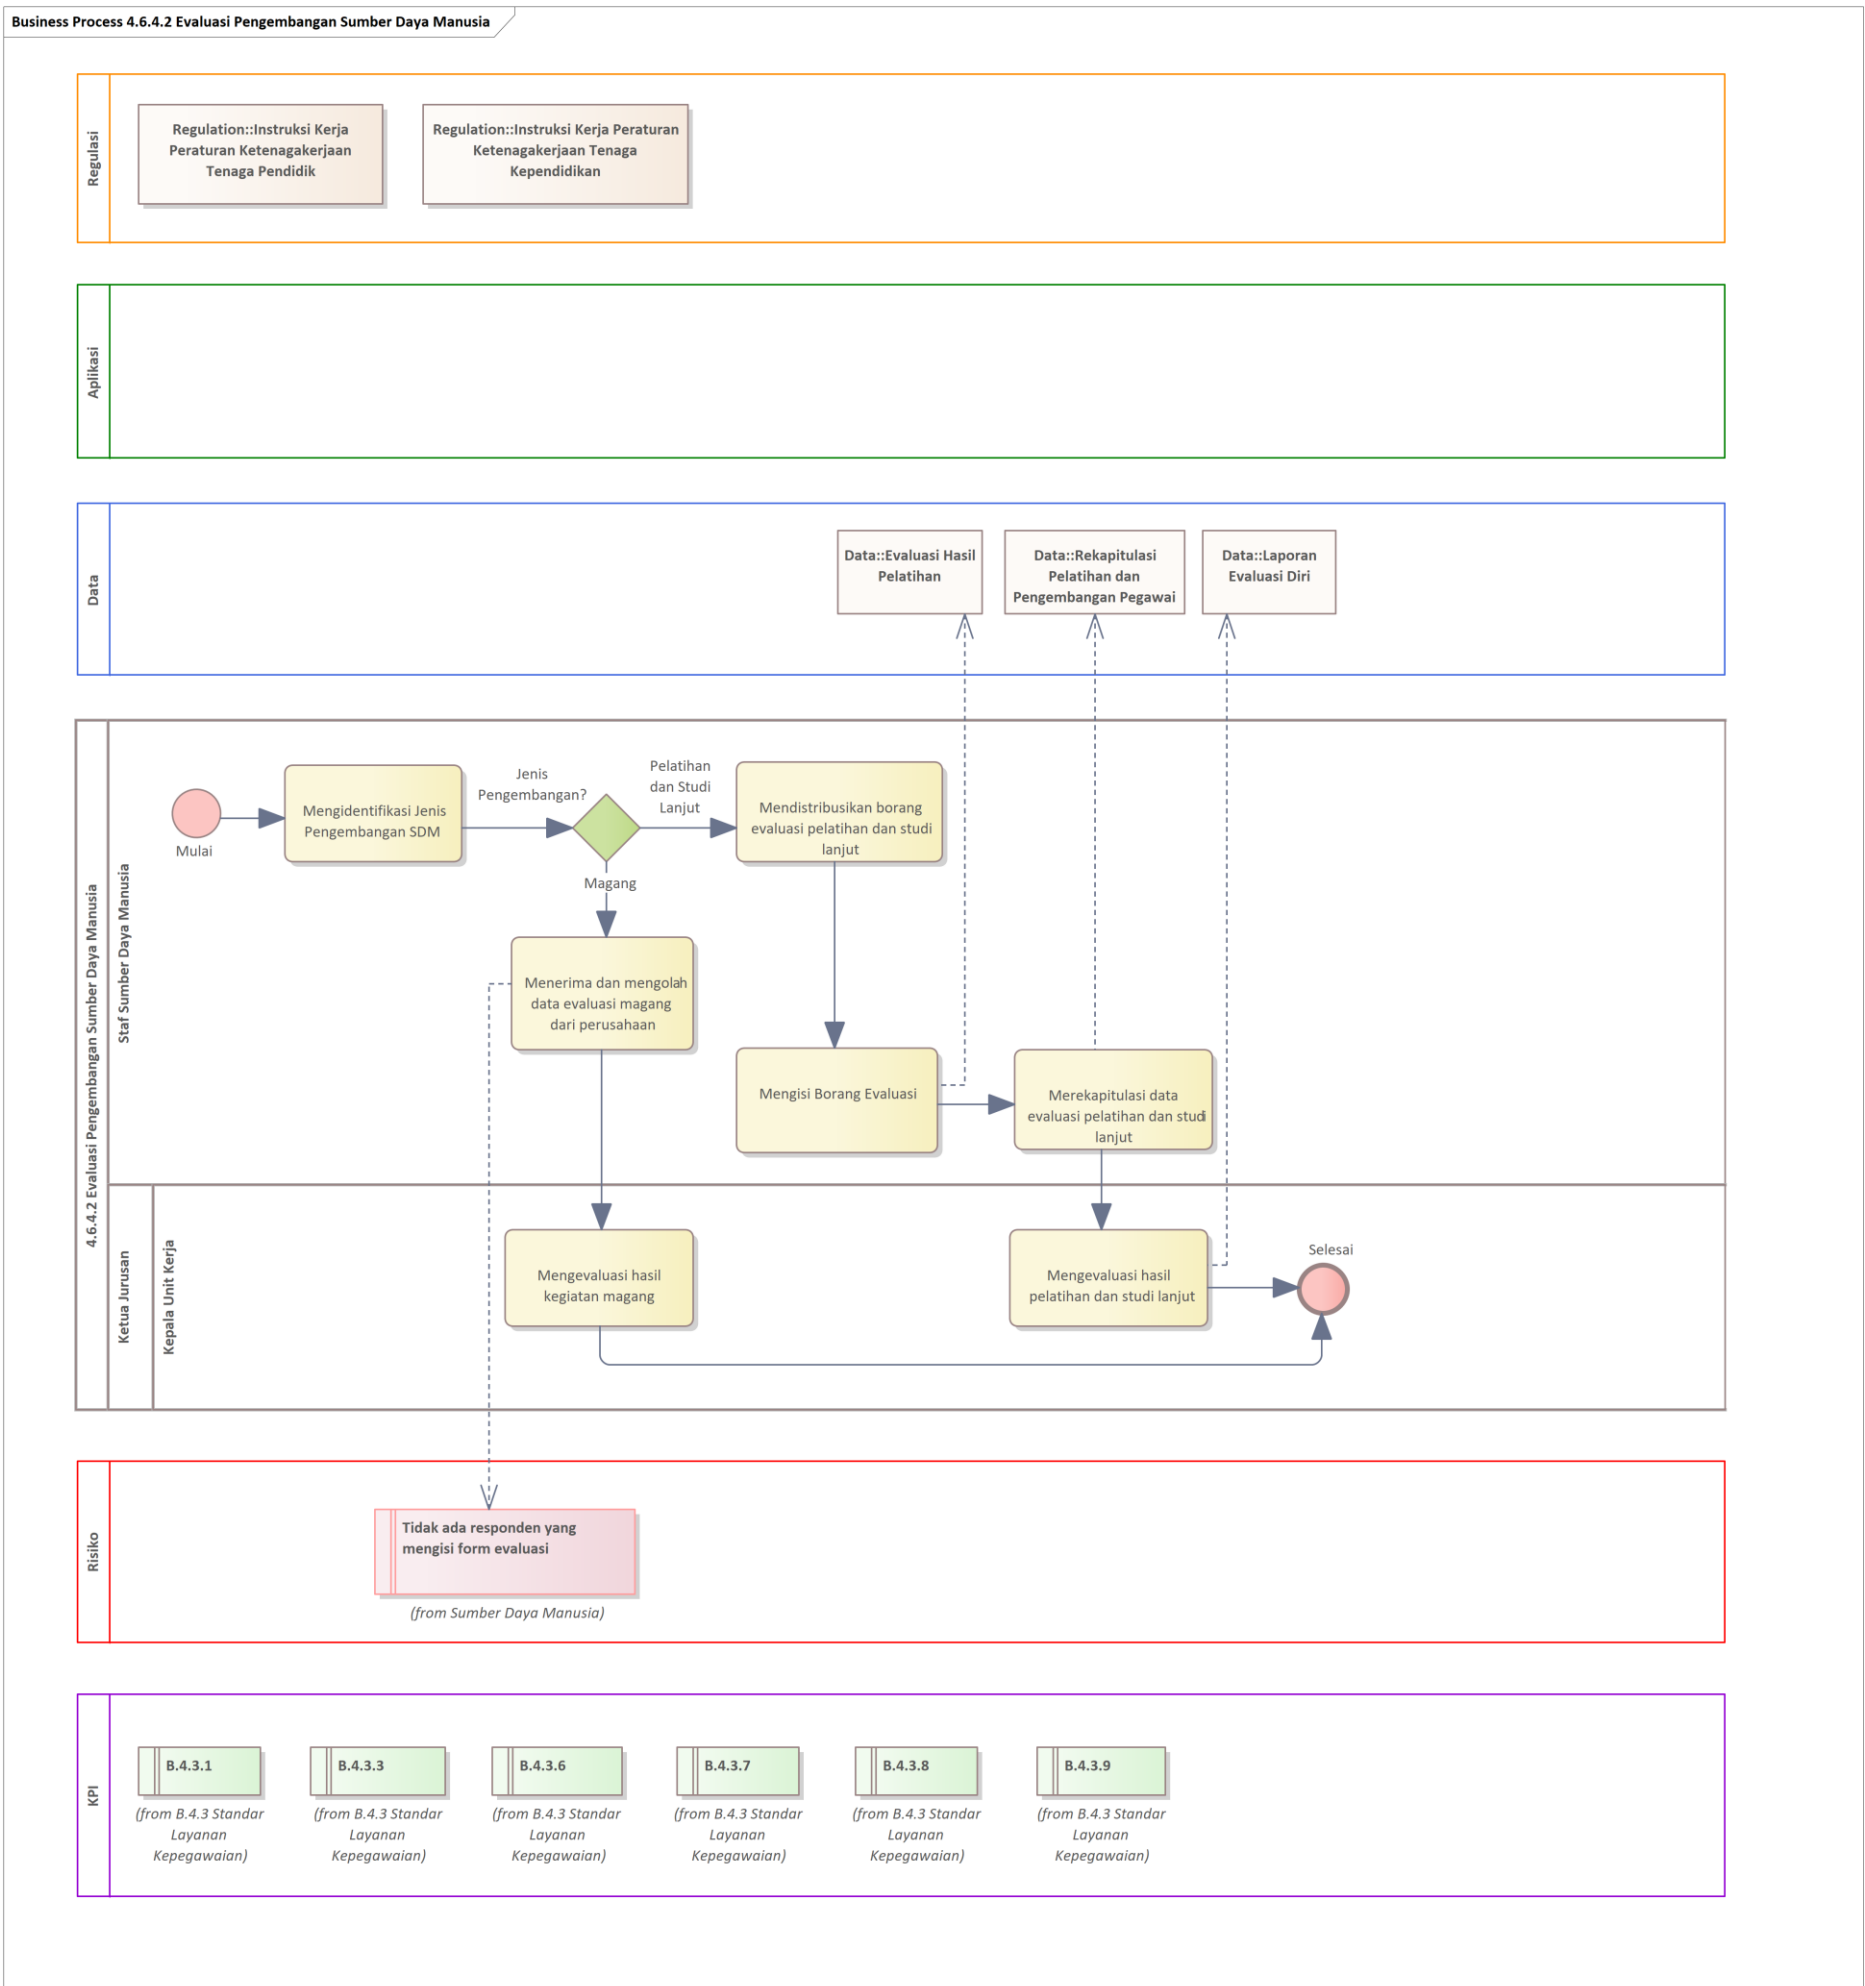 Business Process 4.6.4.2 Evaluasi Pengembangan Sumber Daya Manusia
Regulasi
Regulation::Instruksi Kerja
Peraturan Ketenagakerjaan
Tenaga Pendidik
Regulation::Instruksi Kerja Peraturan
Ketenagakerjaan Tenaga
Kependidikan
Aplikasi
Data
Data::Evaluasi Hasil
Pelatihan
Data::Rekapitulasi
Pelatihan dan
Pengembangan Pegawai
Data::Laporan
Evaluasi Diri
4.6.4.2 Evaluasi Pengembangan Sumber Daya Manusia
Staf Sumber Daya Manusia
Mulai
Mengidentifikasi Jenis
Pengembangan SDM
Jenis
Pengembangan?
Pelatihan
dan Studi
Lanjut
Mendistribusikan borang
evaluasi pelatihan dan studi
lanjut
Magang
Menerima dan mengolah
data evaluasi magang
dari perusahaan
Mengisi Borang Evaluasi
Merekapitulasi data
evaluasi pelatihan dan studi
lanjut
Ketua Jurusan
Kepala Unit Kerja
Mengevaluasi hasil
kegiatan magang
Mengevaluasi hasil
pelatihan dan studi lanjut
Selesai
Risiko
Tidak ada responden yang
mengisi form evaluasi
(from Sumber Daya Manusia)
KPI
B.4.3.1
(from B.4.3 Standar
Layanan
Kepegawaian)
B.4.3.3
(from B.4.3 Standar
Layanan
Kepegawaian)
B.4.3.6
(from B.4.3 Standar
Layanan
Kepegawaian)
B.4.3.7
(from B.4.3 Standar
Layanan
Kepegawaian)
B.4.3.8
(from B.4.3 Standar
Layanan
Kepegawaian)
B.4.3.9
(from B.4.3 Standar
Layanan
Kepegawaian)